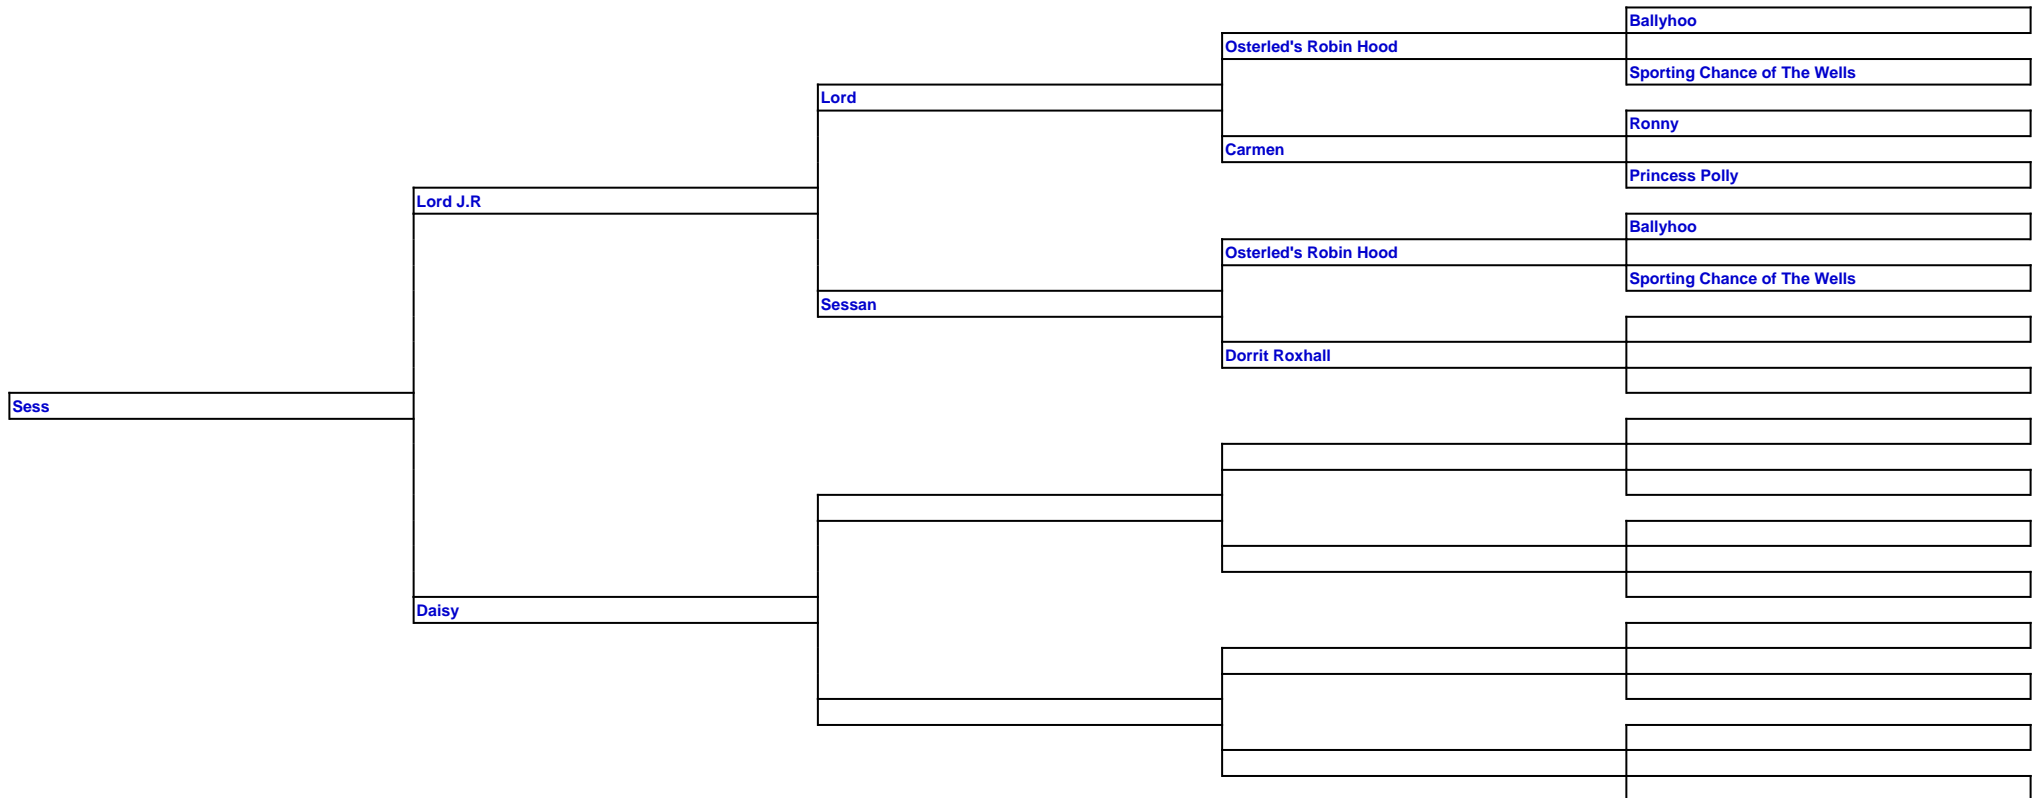 Ballyhoo
Osterled's Robin Hood
Sporting Chance of The Wells
Lord
Ronny
Carmen
Princess Polly
Lord J.R
Ballyhoo
Osterled's Robin Hood
Sporting Chance of The Wells
Sessan
Dorrit Roxhall
Sess
Daisy